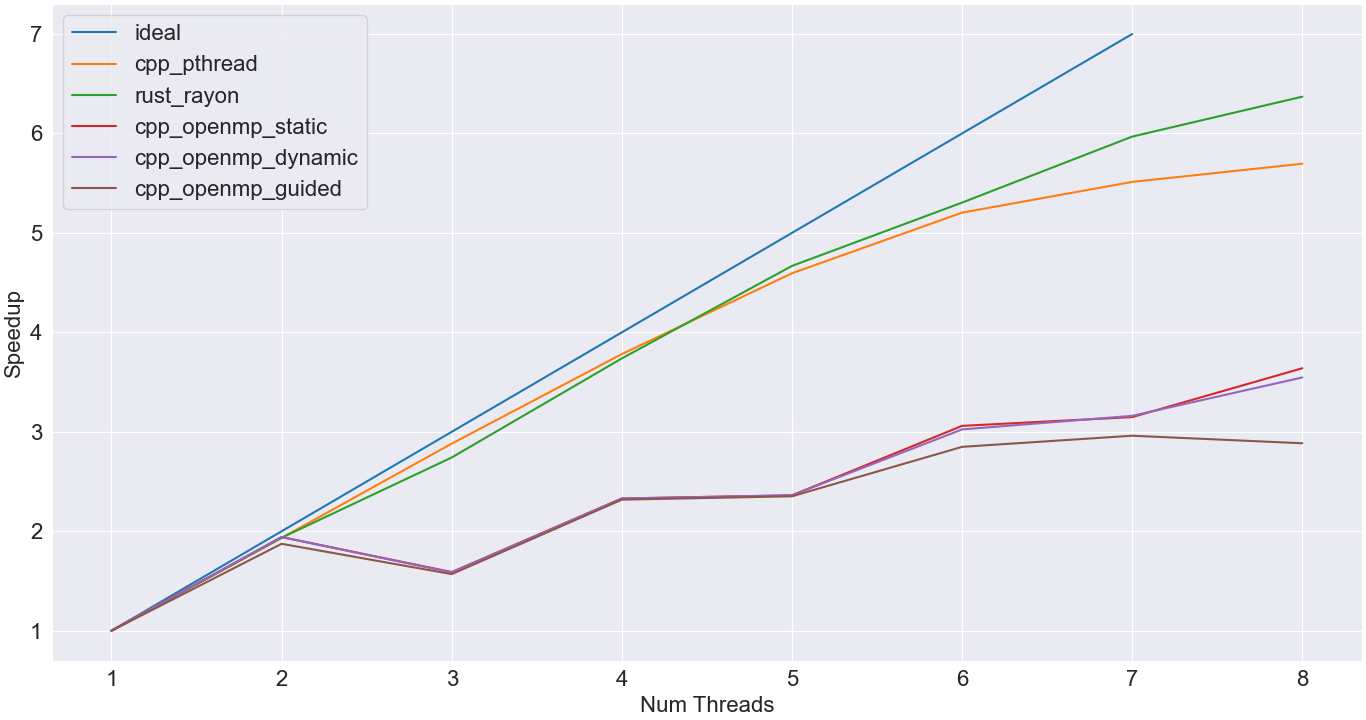 ideal
cpp_pthread
rust_rayon
cpp_openmp_static
cpp_openmp_dynamic
cpp_openmp_guided
7
6
5
4
3
2
1
Speedup
1 2 3 4 5 6 7 8
Num Threads